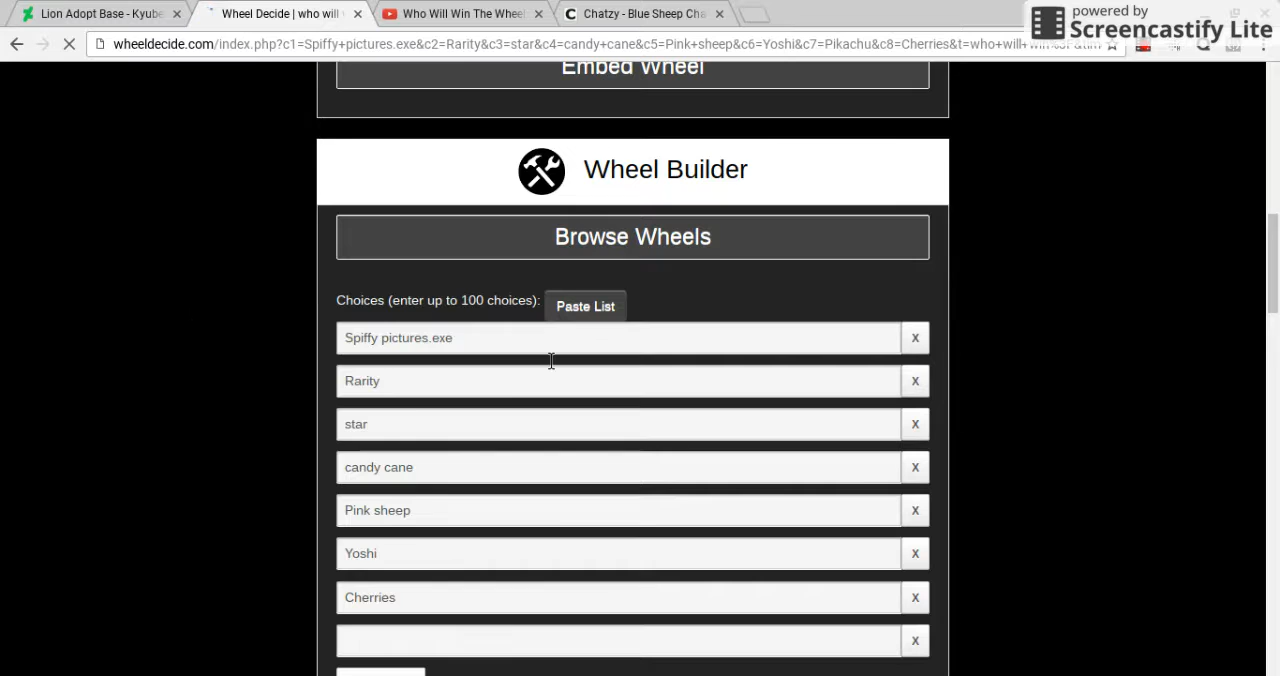 Lion Adopt Base - Kyube
Wheel Decide | who will
Who Will Win The Wheel
Chatzy - Blue Sheep Cha
powered by
Screencastify Lite
wheeldecide.com/index.php?c1=Spiffy+pictures.exe&c2=Rarity&c3=star&c4=candy+cane&c5=Pink+sheep&c6=Yoshi&c7=Pikachu&c8=Cherries&t=who+will+win%3F&tim
Embed Wheel
Wheel Builder
Browse Wheels
Choices (enter up to 100 choices): Paste List
Spiffy pictures.exe X
Rarity X
star X
candy cane X
Pink sheep X
Yoshi X
Cherries X
X